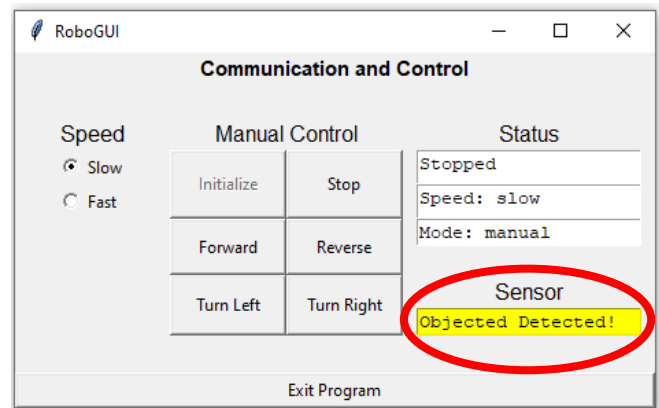 RoboGUI
Communication and Control
Speed
Slow
Fast
Manual Control
Initialize Stop
Forward Reverse
Turn Left Turn Right
Status
Stopped
Speed: slow
Mode: manual
Sensor
Objected Detected!
Exit Program